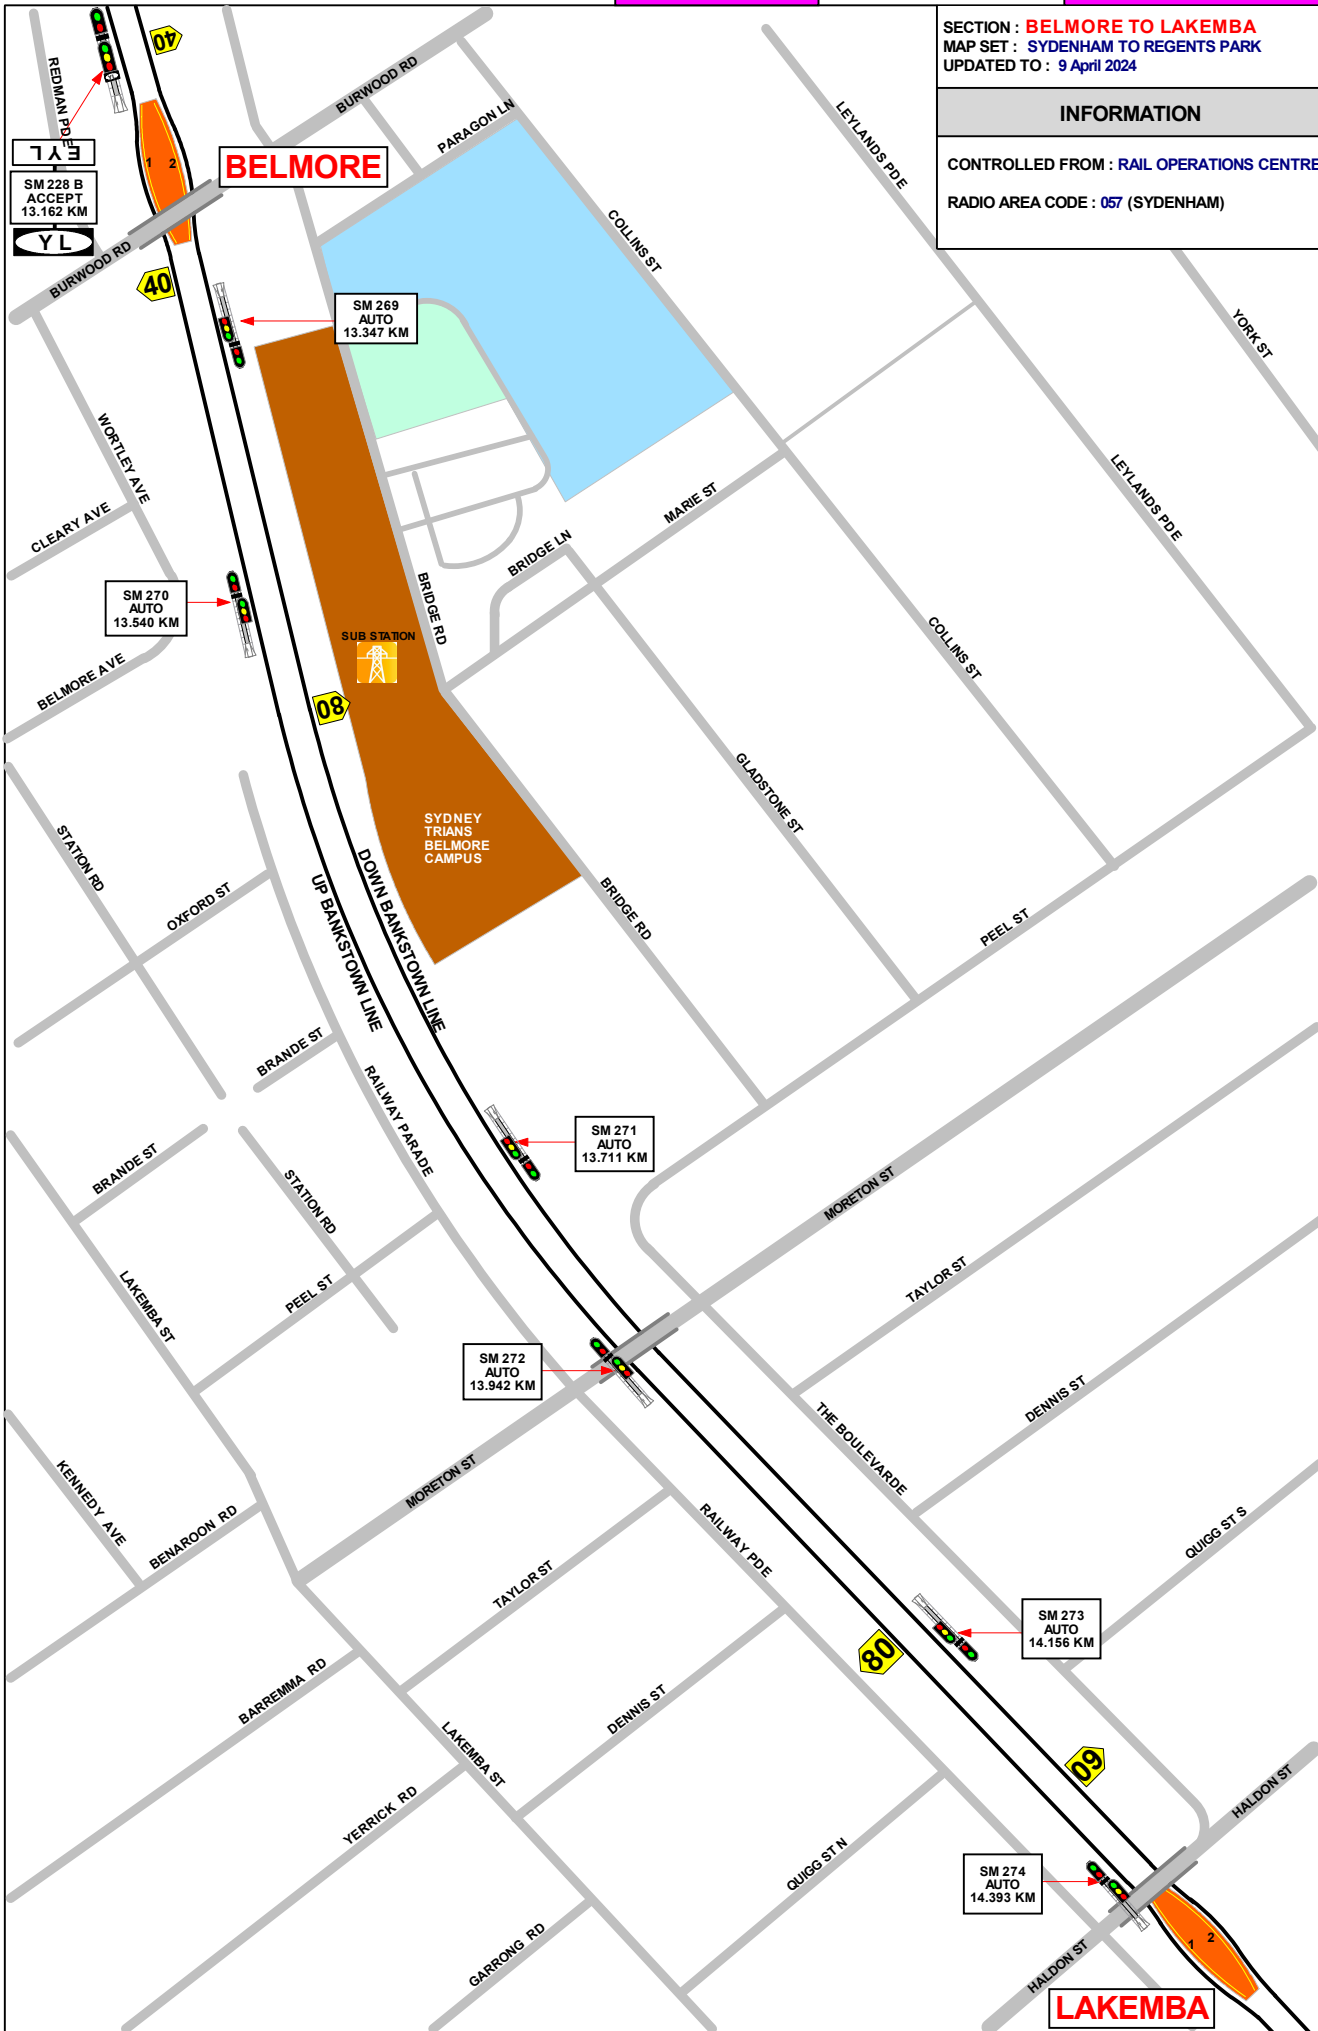 SECTION : BELMORE TO LAKEMBA
MAP SET : SYDENHAM TO REGENTS PARK
UPDATED TO : 9 April 2024
INFORMATION
CONTROLLED FROM : RAIL OPERATIONS CENTRE
RADIO AREA CODE : 057 (SYDENHAM)
40
REDMAN PDE
EYL
SM 228 B
ACCEPT
13.162 KM
YL
1 2
BELMORE
BURWOOD RD
BURWOOD RD
PARAGON LN
LEYLANDS PDE
COLLINS ST
YORK ST
40
SM 269
AUTO
13.347 KM
WORTLEY AVE
CLEARY AVE
LEYLANDS PDE
MARIE ST
BRIDGE LN
BRIDGE RD
SM 270
AUTO
13.540 KM
SUB STATION
COLLINS ST
BELMORE AVE
80
GLADSTONE ST
SYDNEY
TRIANS
BELMORE
CAMPUS
STATION RD
OXFORD ST
UP BANKSTOWN LINE
DOWN BANKSTOWN LINE
BRIDGE RD
PEEL ST
BRANDE ST
RAILWAY PARADE
SM 271
AUTO
13.711 KM
BRANDE ST
STATION RD
MORETON ST
LAKEMBA ST
PEEL ST
TAYLOR ST
SM 272
AUTO
13.942 KM
DENNIS ST
THE BOULEVARDE
KENNEDY AVE
BENAROON RD
MORETON ST
RAILWAY PDE
QUIGG ST S
TAYLOR ST
SM 273
AUTO
14.156 KM
80
BARREMMA RD
DENNIS ST
LAKEMBA ST
60
HALDON ST
YERRICK RD
QUIGG ST N
SM 274
AUTO
14.393 KM
GARRONG RD
HALDON ST
1 2
LAKEMBA